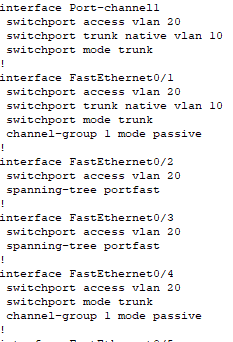 interface Port-channel1
 switchport access vlan 20
 switchport trunk native vlan 10
 switchport mode trunk
!
interface FastEthernet0/1
 switchport access vlan 20
 switchport trunk native vlan 10
 switchport mode trunk
 channel-group 1 mode passive
!
interface FastEthernet0/2
 switchport access vlan 20
 spanning-tree portfast
!
interface FastEthernet0/3
 switchport access vlan 20
 spanning-tree portfast
!
interface FastEthernet0/4
 switchport access vlan 20
 switchport mode trunk
 channel-group 1 mode passive
!